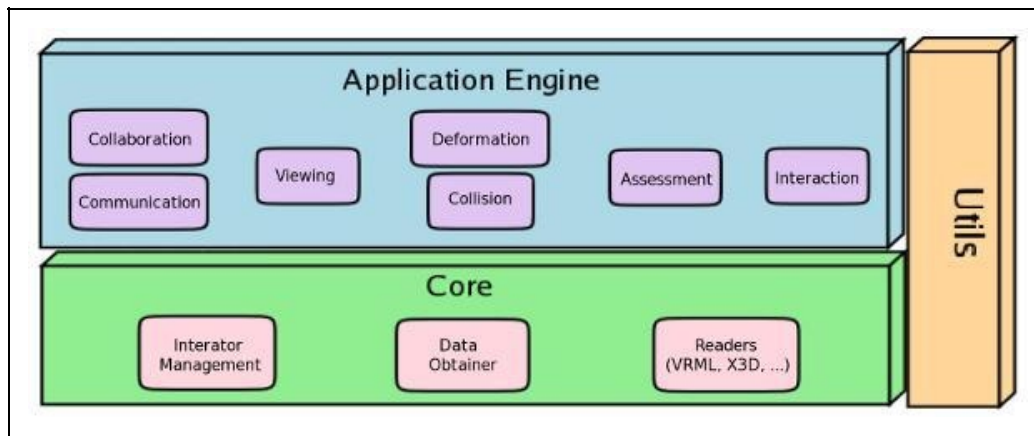 Application Engine
Collaboration
Communication
Viewing
Deformation
Collision
Assessment
Interaction
Core
Interator
Management
Data
Obtainer
Readers
(VRML, X3D, ...)
Utils